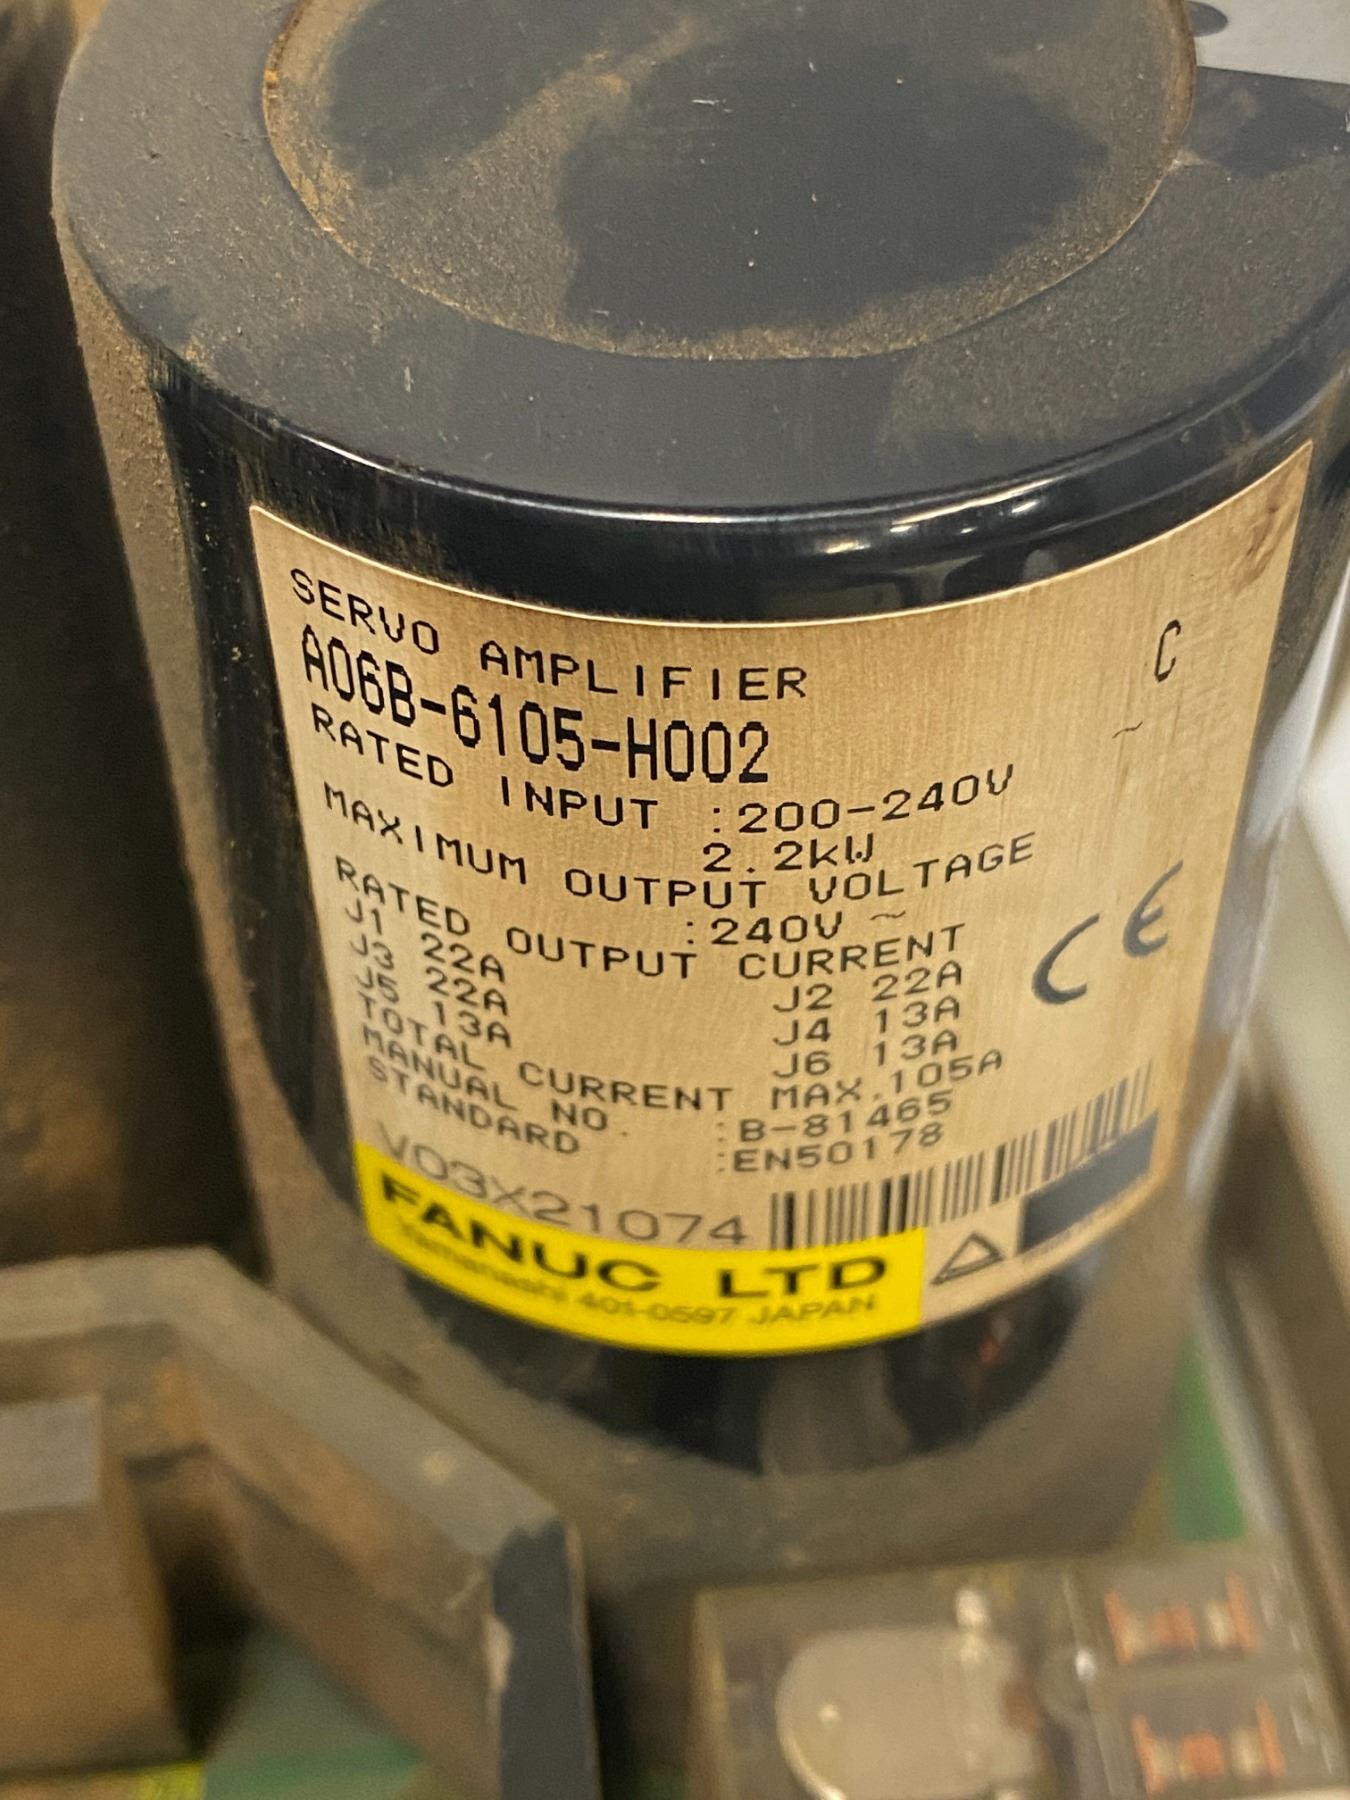 SERVO AMPLIFIER
A06B-6105-H002 C
RATED INPUT :200-240V ~
2.2kW
MAXIMUM OUTPUT VOLTAGE
:240V ~
RATED OUTPUT CURRENT
J1 22A J2 22A
J3 22A J4 13A
J5 13A J6 13A
TOTAL CURRENT MAX.105A
MANUAL NO. :B-81465
STANDARD :EN50178
CE
V03X21074
FANUC LTD
Yamanashi 401-0597 JAPAN